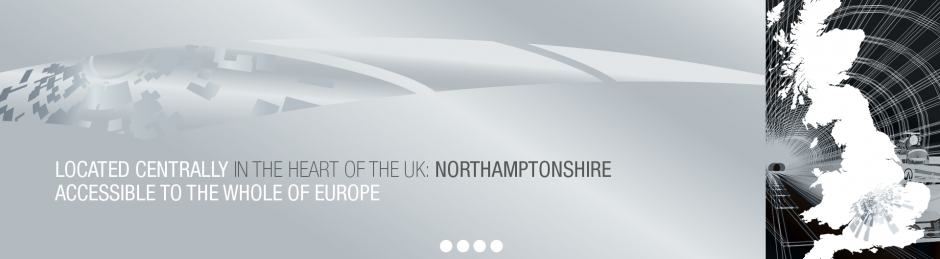 LOCATED CENTRALLY IN THE HEART OF THE UK: NORTHAMPTONSHIRE
ACCESSIBLE TO THE WHOLE OF EUROPE